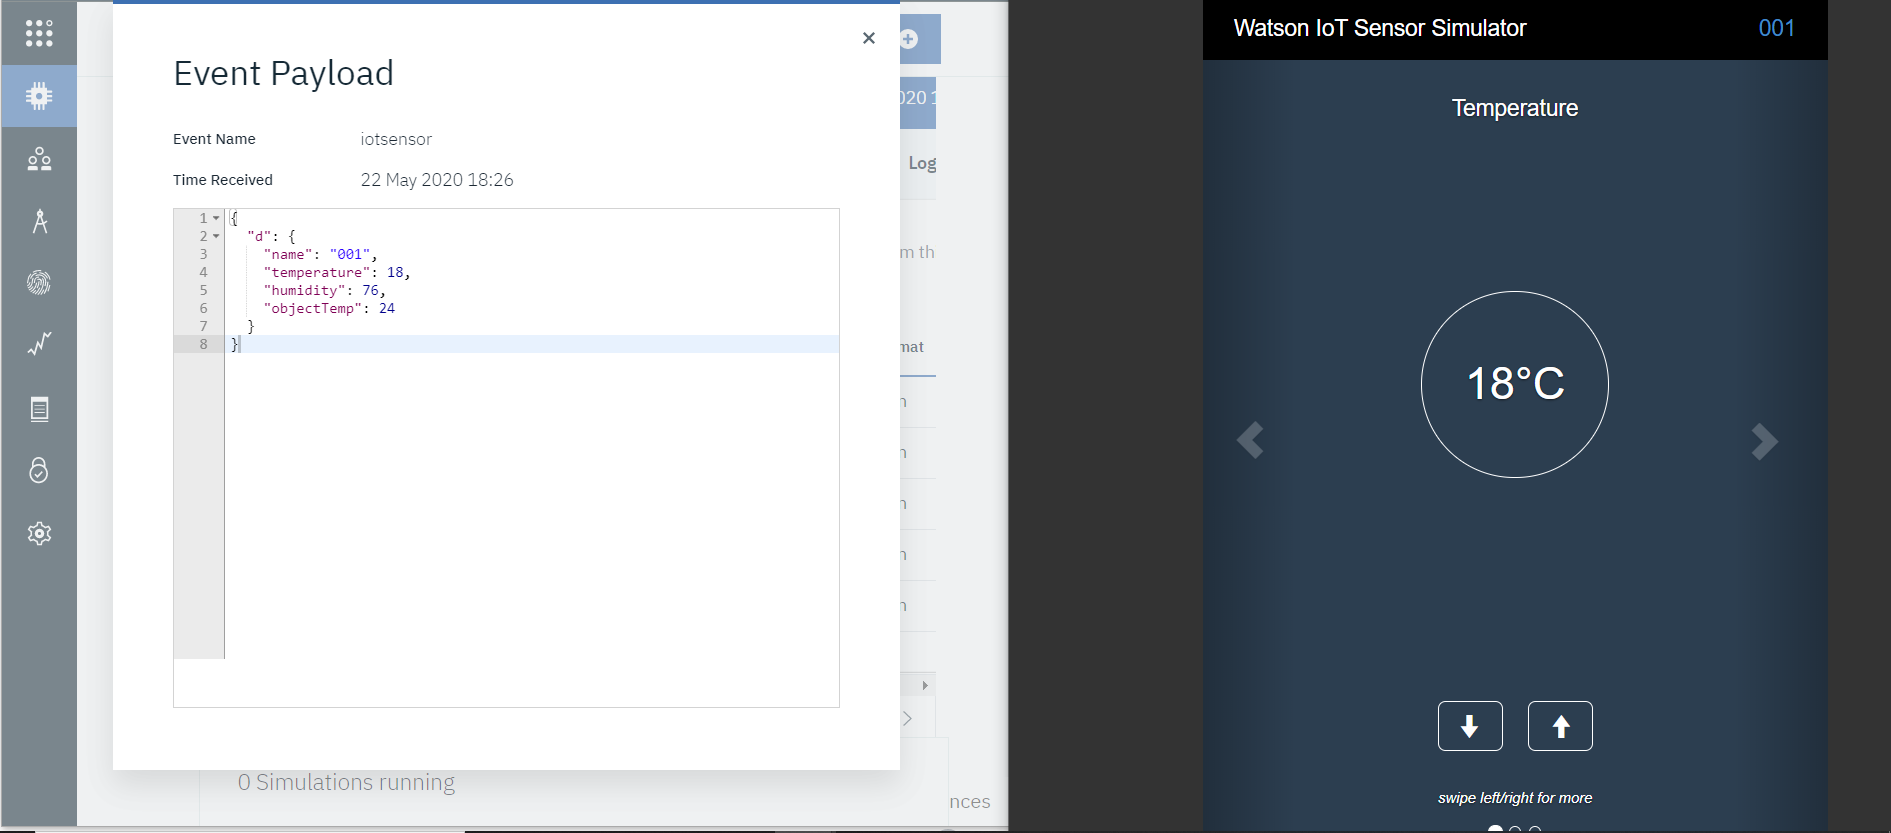 Event Payload
Event Name iotsensor
Time Received 22 May 2020 18:26
1 {
2 "d": {
3 "name": "001",
4 "temperature": 18,
5 "humidity": 76,
6 "objectTemp": 24
7 }
8 }
020 1
Log
m th
mat
n
n
n
n
n
0 Simulations running
nces
Watson IoT Sensor Simulator 001
Temperature
18°C
swipe left/right for more